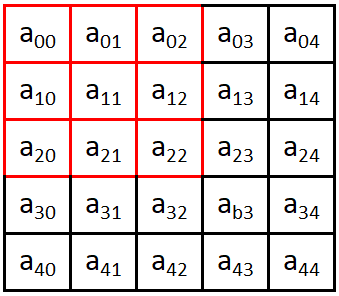 a₀₀ a₀₁ a₀₂ a₀₃ a₀₄
a₁₀ a₁₁ a₁₂ a₁₃ a₁₄
a₂₀ a₂₁ a₂₂ a₂₃ a₂₄
a₃₀ a₃₁ a₃₂ a_b3 a₃₄
a₄₀ a₄₁ a₄₂ a₄₃ a₄₄